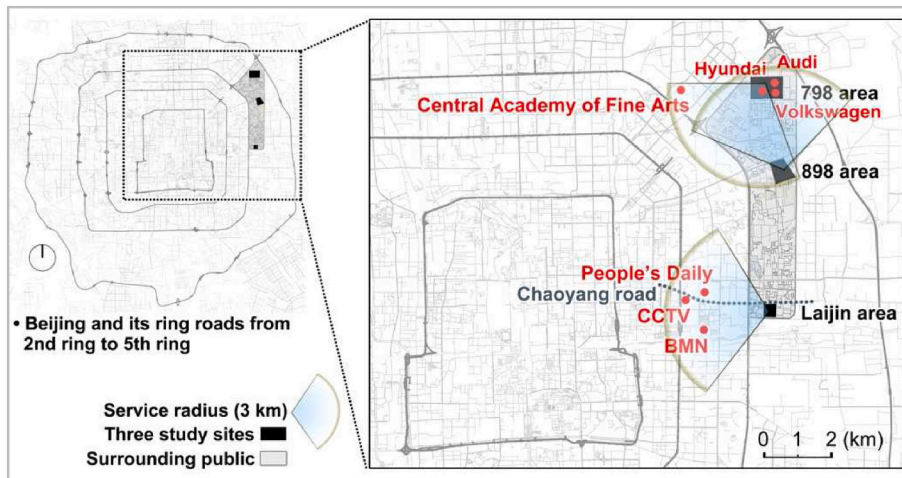 • Beijing and its ring roads from
2nd ring to 5th ring
Service radius (3 km)
Three study sites
Surrounding public
Audi
Hyundai
798 area
Central Academy of Fine Arts
Volkswagen
898 area
People's Daily
Chaoyang road
CCTV
Laijin area
BMN
0 1 2 (km)